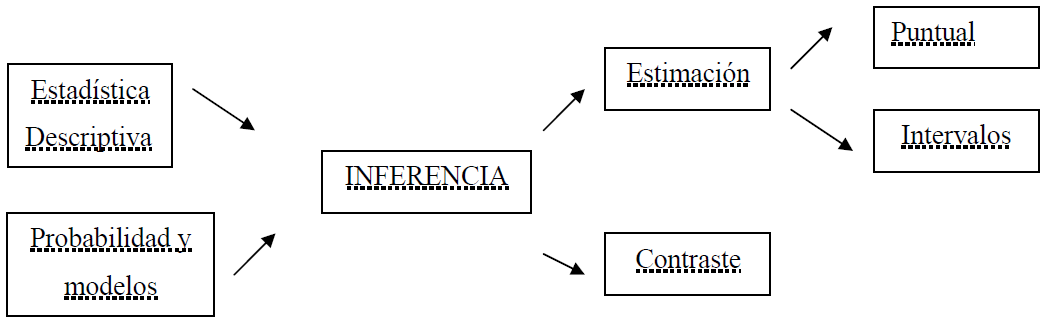 Estadística
Descriptiva
Probabilidad y
modelos
INFERENCIA
Estimación
Contraste
Puntual
Intervalos